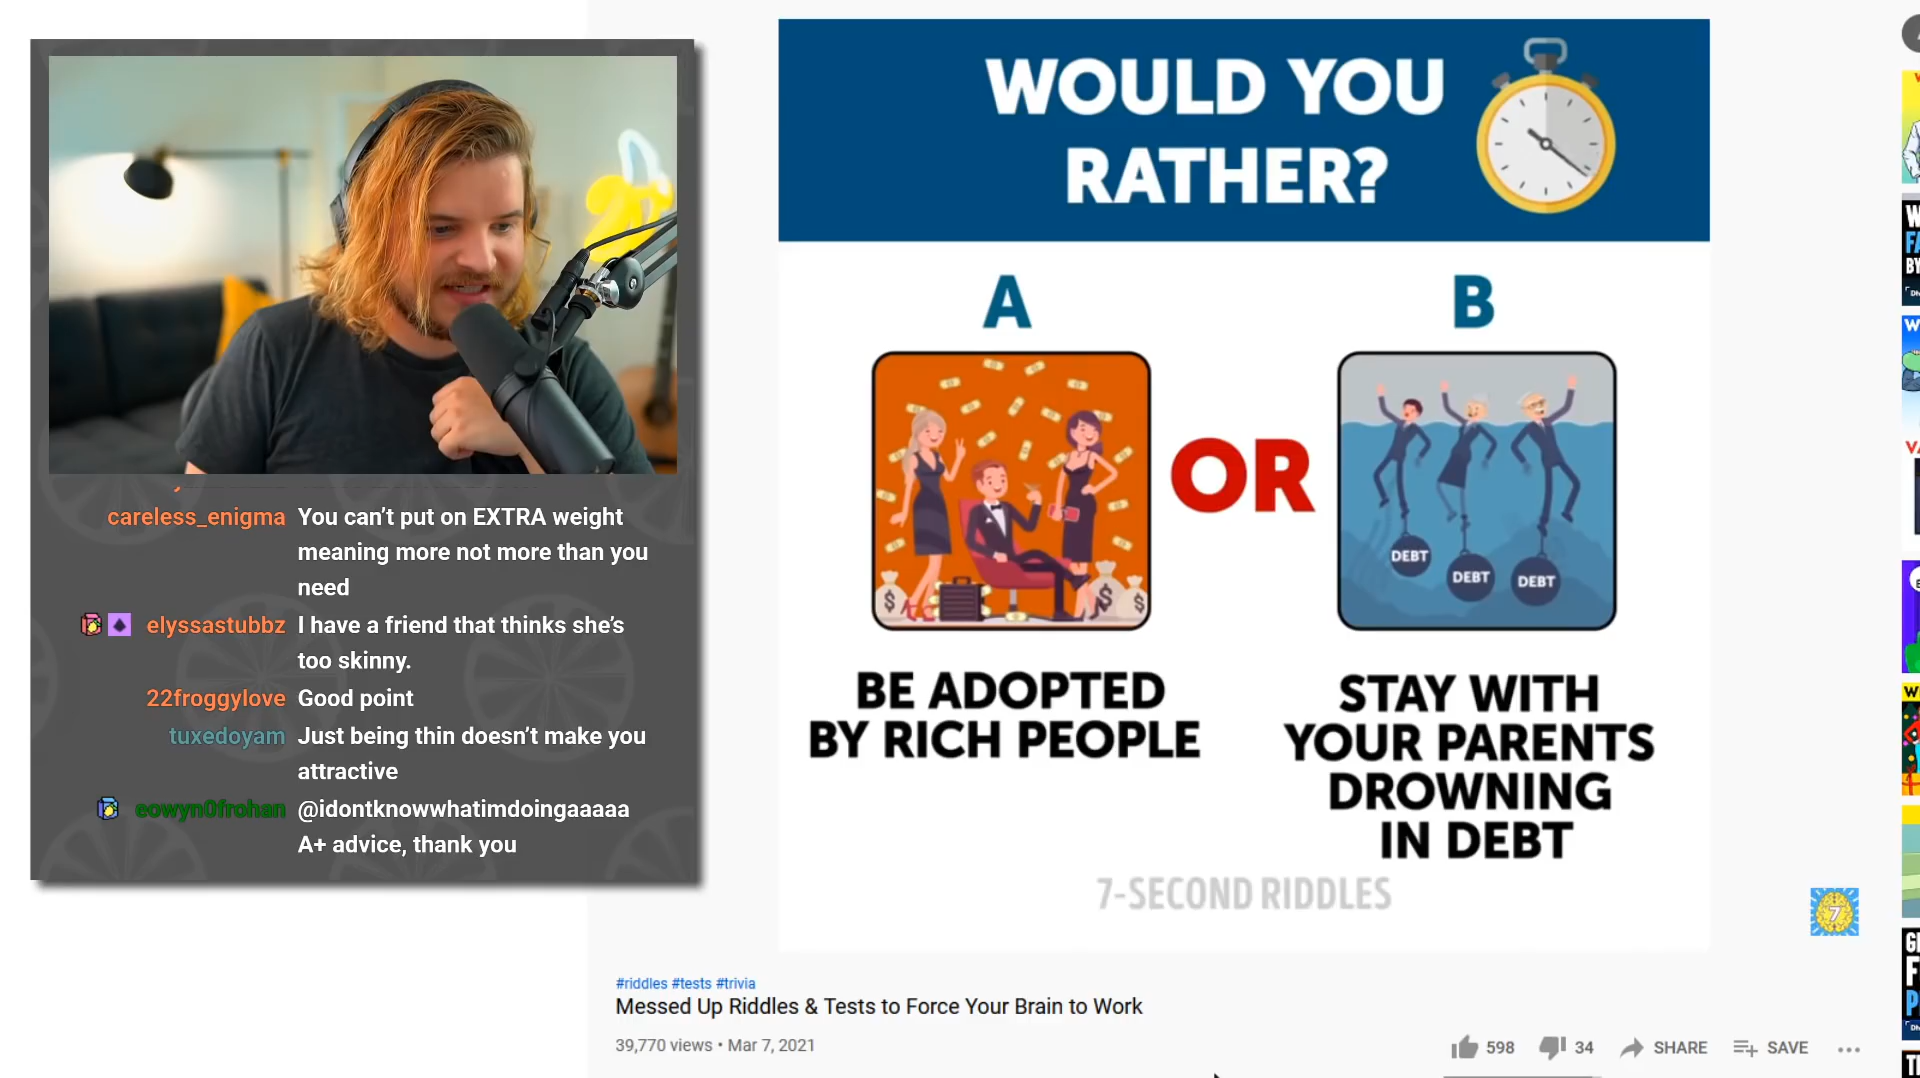 careless_enigma You can’t put on EXTRA weight
meaning more not more than you
need
elyssastubbz I have a friend that thinks she’s
too skinny.
22froggylove Good point
tuxedoyam Just being thin doesn’t make you
attractive
eowyn0frohan @idontknowwhatimdoingaaaaa
A+ advice, thank you
WOULD YOU
RATHER?
A
B
$
$
$
DEBT
DEBT
DEBT
OR
BE ADOPTED
BY RICH PEOPLE
STAY WITH
YOUR PARENTS
DROWNING
IN DEBT
7-SECOND RIDDLES
7
#riddles #tests #trivia
Messed Up Riddles & Tests to Force Your Brain to Work
39,770 views • Mar 7, 2021
598
34
SHARE
SAVE